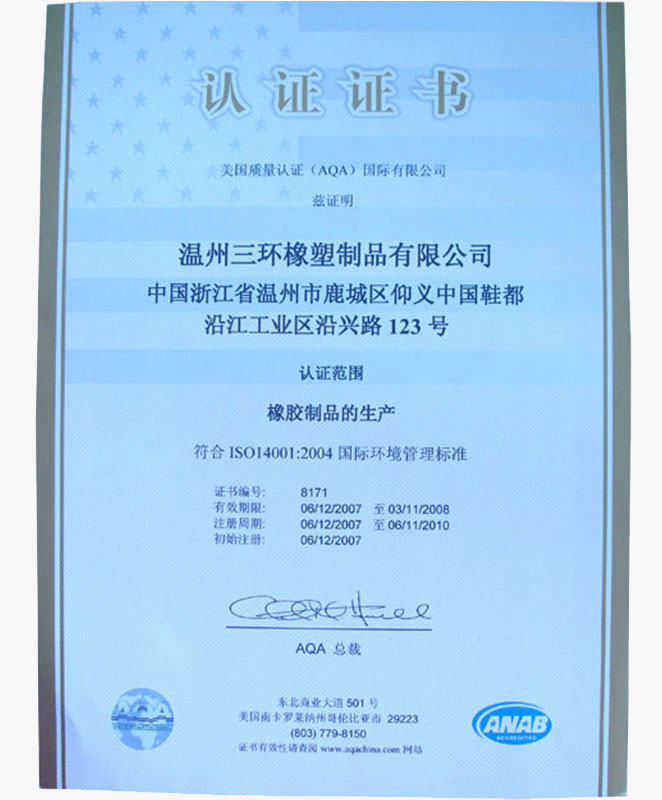 认证证书
美国质量认证（AQA）国际有限公司
兹证明
温州三环橡塑制品有限公司
中国浙江省温州市鹿城区仰义中国鞋都
沿江工业区沿兴路 123 号
认证范围
橡胶制品的生产
符合 ISO14001:2004 国际环境管理标准
证书编号: 8171
有效期限: 06/12/2007 至 03/11/2008
注册周期: 06/12/2007 至 06/11/2010
初始注册: 06/12/2007
AQA 总裁
东北商业大道 501 号
美国南卡罗莱纳州哥伦比亚市 29223
(803) 779-8150
证书有效性请查阅 www.aqachina.com 网络
AQA
ANAB
ACCREDITED